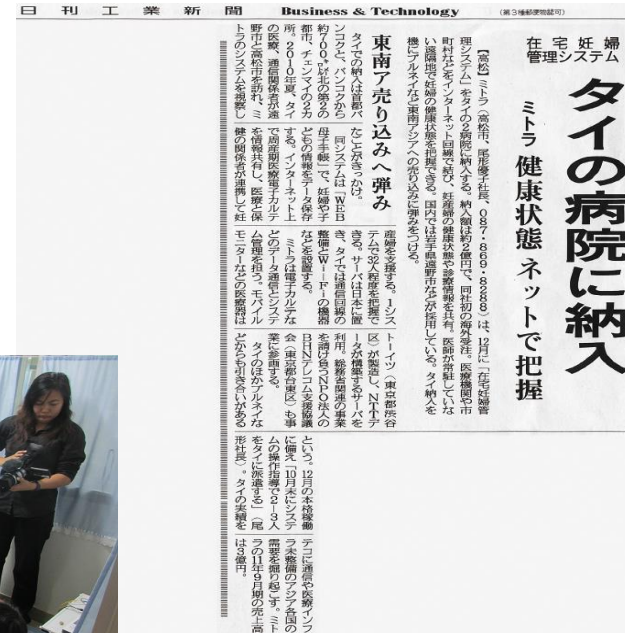 日刊工業新聞 Business & Technology (第3種郵便物認可)
在宅妊婦
管理システム
タイの病院に納入
ミトラ 健康状態 ネットで把握
【高松】ミトラ(高松市、尾形優子社長、087・869・8288)は、12月に「在宅妊婦管
理システム」をタイの2病院に納入する。納入額は約2億円で、同社初の海外受注。医療機関や市
町村などをインターネット回線で結び、妊産婦の健康状態や診療情報を共有。医師が常駐していな
い遠隔地で妊婦の健康状態を把握できる。国内では岩手県遠野市などが採用している。タイ納入を
機にブルネイなど東南アジアへの売り込みに弾みをつける。
東南ア売り込みへ弾み
タイでの納入は首都バ
ンコクと、バンコクから
約700㌔㍍北の第2の
都市、チェンマイの2カ
所。2010年夏、タイ
の医療、通信関係者が遠
野市と高松市を訪れ、ミ
トラのシステムを視察し
たことがきっかけ。
同システムは「WEB
母子手帳」で、妊婦や子
どもの情報をデータ保存
する。インターネット上
で周産期医療電子カルテ
を情報共有し、医療と保
健の関係者が連携して妊
産婦を支援する。1シス
テムで32人程度を把握で
きる。サーバは日本に置
き、タイでは通信回線の
整備とWi―Fiの機器
などを設置する。
ミトラは電子カルテな
どのデータ通信とシステ
ム管理を担う。モバイル
モニターなどの医療器は
トーイツ(東京都渋谷
区)が製造し、NTTデ
ータが構築するサーバを
利用。総務省関連の事業
を請け負うNPO法人の
BHNテレコム支援協議
会(東京都台東区)も事
業に参画する。
タイのほかブルネイな
どからも引き合いがある
という。12月の本格稼働
に備え「10月末にシステ
ムの操作指導で2―3人
をタイに派遣する」(尾
形社長)。タイの実績を
テコに通信や医療インフ
ラ未整備のアジア各国の
需要を掘り起こす。ミト
ラの11年9月期の売上高
は3億円。